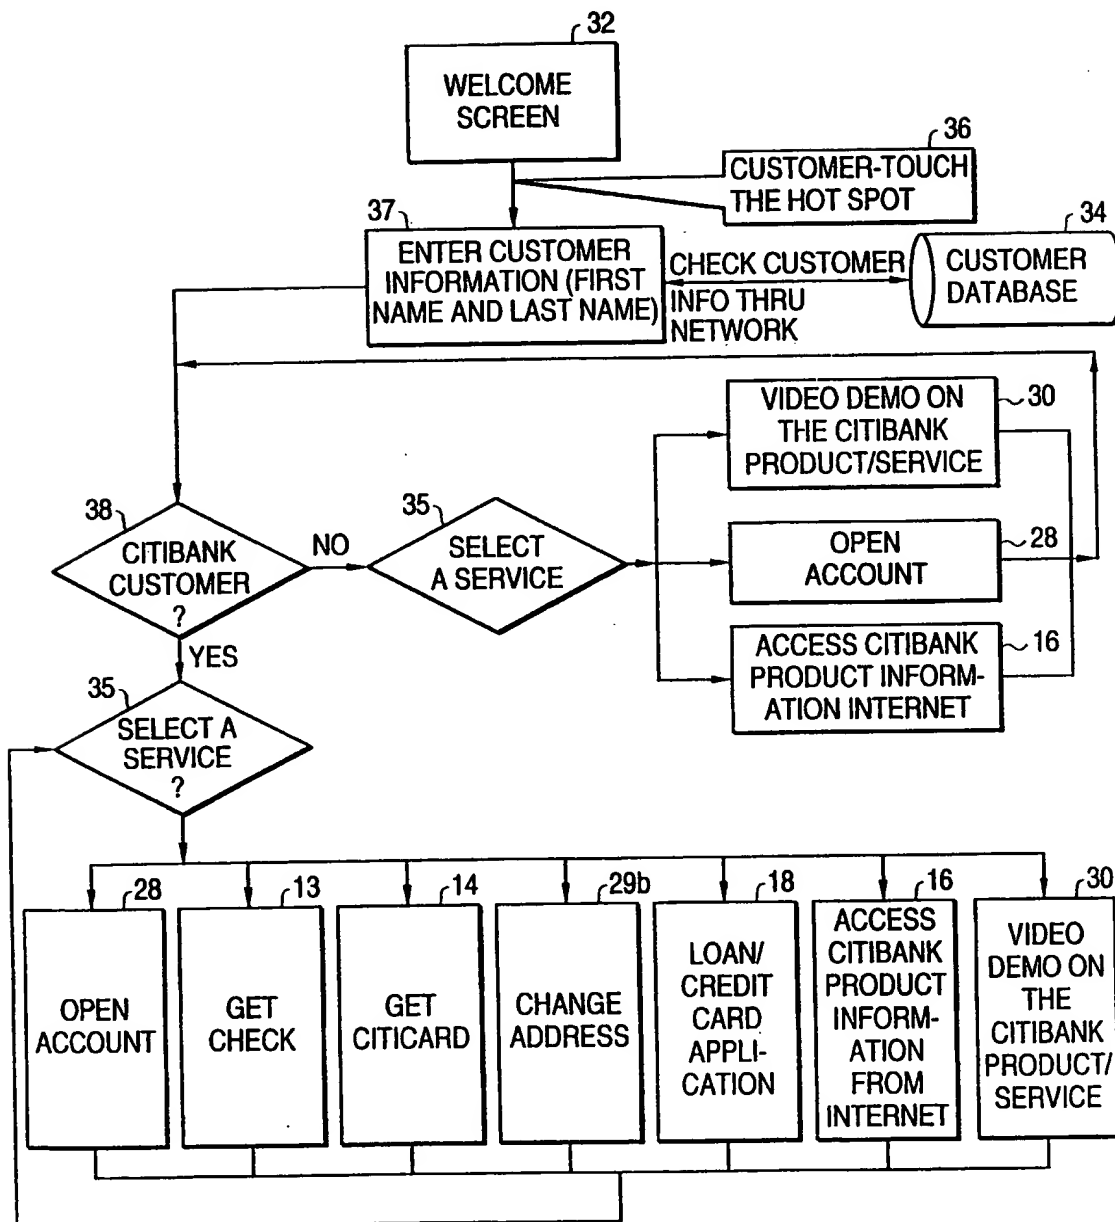 32
WELCOME
SCREEN
36
CUSTOMER-TOUCH
THE HOT SPOT
37
ENTER CUSTOMER
INFORMATION (FIRST
NAME AND LAST NAME)
CHECK CUSTOMER
INFO THRU
NETWORK
34
CUSTOMER
DATABASE
38
CITIBANK
CUSTOMER
?
NO
YES
35
SELECT
A SERVICE
VIDEO DEMO ON
THE CITIBANK
PRODUCT/SERVICE
30
OPEN
ACCOUNT
28
ACCESS CITIBANK
PRODUCT INFORM-
ATION INTERNET
16
35
SELECT A
SERVICE
?
28
OPEN
ACCOUNT
13
GET
CHECK
14
GET
CITICARD
29b
CHANGE
ADDRESS
18
LOAN/
CREDIT
CARD
APPLI-
CATION
16
ACCESS
CITIBANK
PRODUCT
INFORM-
ATION
FROM
INTERNET
30
VIDEO
DEMO ON
THE
CITIBANK
PRODUCT/
SERVICE